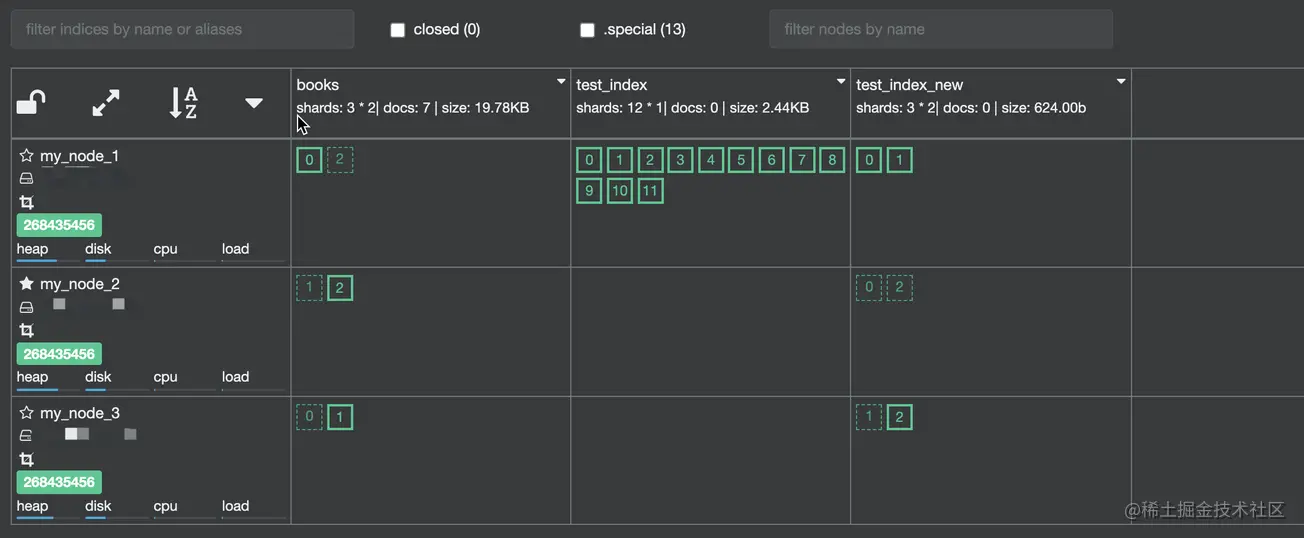 filter indices by name or aliases
closed (0)
.special (13)
filter nodes by name
A
Z
books
shards: 3 * 2| docs: 7 | size: 19.78KB
test_index
shards: 12 * 1| docs: 0 | size: 2.44KB
test_index_new
shards: 3 * 2| docs: 0 | size: 624.00b
my_node_1
268435456
heap disk cpu load
0 2
0 1 2 3 4 5 6 7 8
9 10 11
0 1
my_node_2
268435456
heap disk cpu load
1 2
0 2
my_node_3
268435456
heap disk cpu load
0 1
1 2
@稀土掘金技术社区